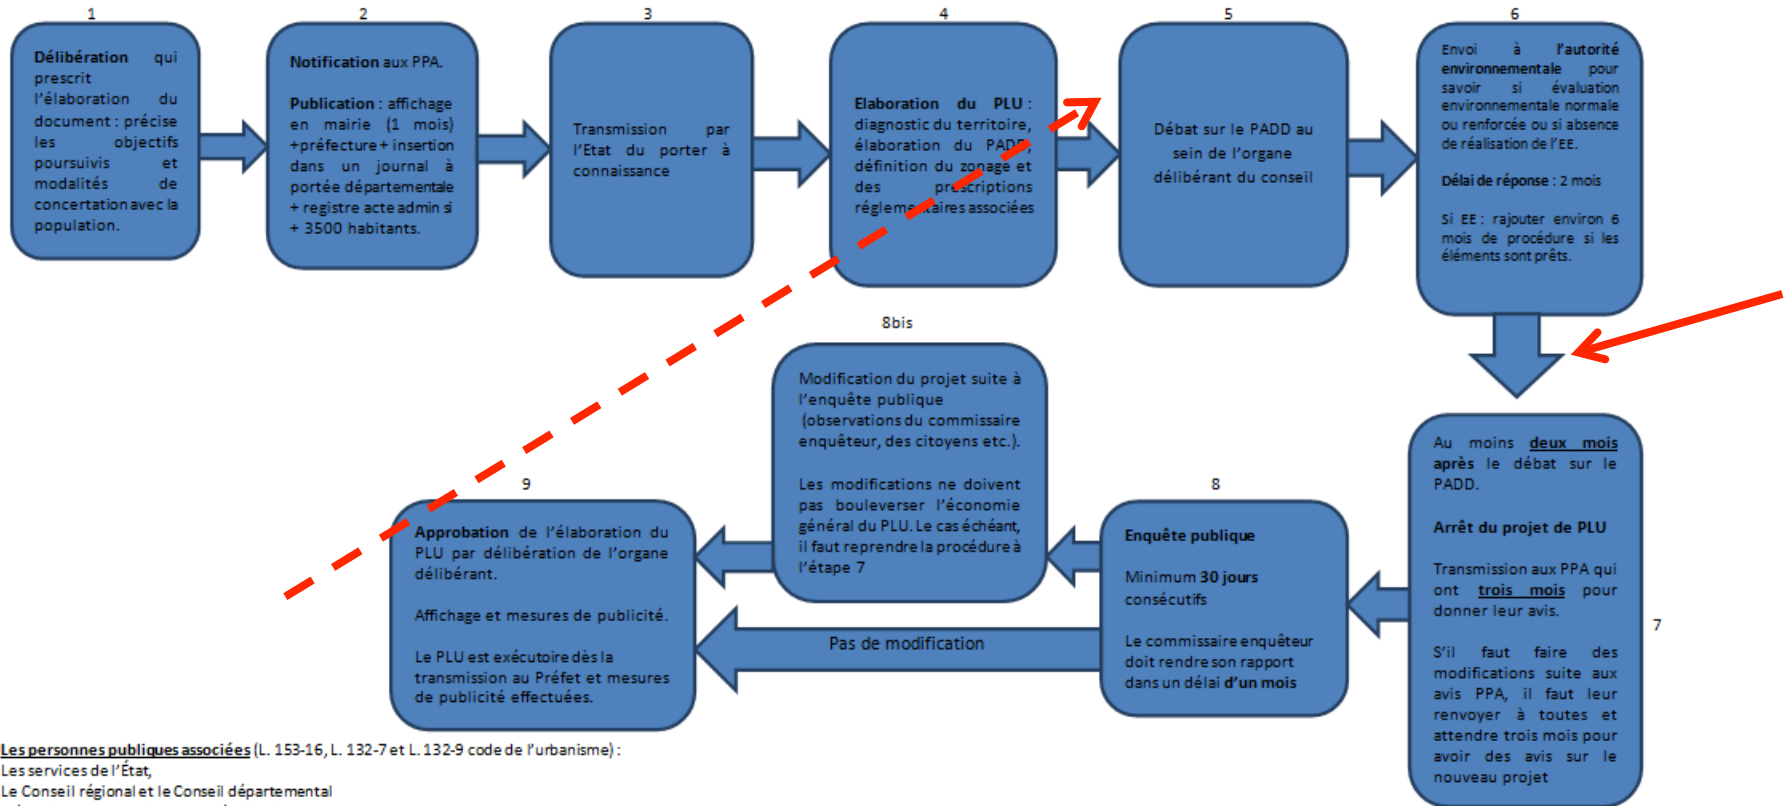 1
Délibération qui
prescrit
l'élaboration du
document : précise
les objectifs
poursuivis et
modalités de
concertation avec la
population.
2
Notification aux PPA.
Publication : affichage
en mairie (1 mois)
+préfecture + insertion
dans un journal à
portée départementale
+ registre acte admin si
+ 3500 habitants.
3
Transmission par
l'Etat du porter à
connaissance
4
Elaboration du PLU :
diagnostic du territoire,
élaboration du PADD,
définition du zonage et
des prescriptions
réglementaires associées
5
Débat sur le PADD au
sein de l'organe
délibérant du conseil
6
Envoi à l'autorité
environnementale pour
savoir si évaluation
environnementale normale
ou renforcée ou si absence
de réalisation de l'EE.
Délai de réponse : 2 mois
Si EE : rajouter environ 6
mois de procédure si les
éléments sont prêts.
7
Au moins deux mois
après le débat sur le
PADD.
Arrêt du projet de PLU
Transmission aux PPA qui
ont trois mois pour
donner leur avis.
S'il faut faire des
modifications suite aux
avis PPA, il faut leur
renvoyer à toutes et
attendre trois mois pour
avoir des avis sur le
nouveau projet
8
Enquête publique
Minimum 30 jours
consécutifs
Le commissaire enquêteur
doit rendre son rapport
dans un délai d'un mois
8bis
Modification du projet suite à
l'enquête publique
(observations du commissaire
enquêteur, des citoyens etc.).
Les modifications ne doivent
pas bouleverser l'économie
général du PLU. Le cas échéant,
il faut reprendre la procédure à
l'étape 7
Pas de modification
9
Approbation de l'élaboration du
PLU par délibération de l'organe
délibérant.
Affichage et mesures de publicité.
Le PLU est exécutoire dès la
transmission au Préfet et mesures
de publicité effectuées.
Les personnes publiques associées (L. 153-16, L. 132-7 et L. 132-9 code de l'urbanisme) :
Les services de l'État,
Le Conseil régional et le Conseil départemental